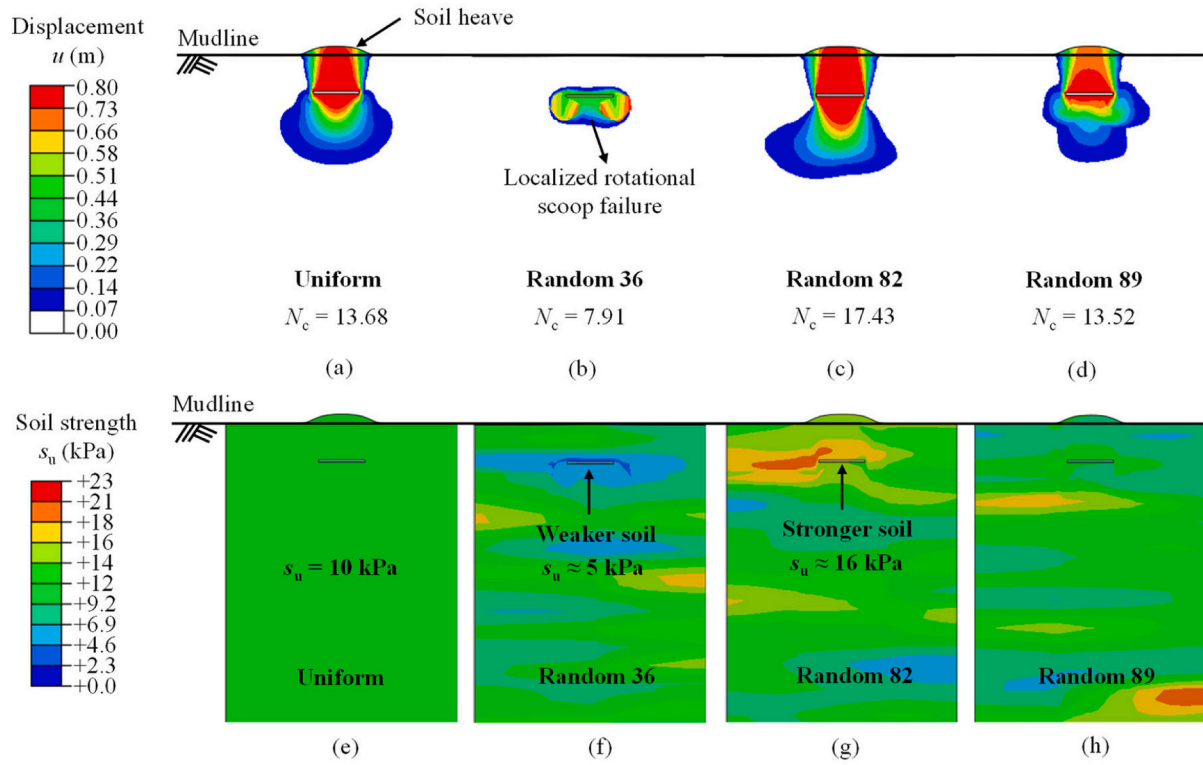 Displacement
u (m)
0.80
0.73
0.66
0.58
0.51
0.44
0.36
0.29
0.22
0.14
0.07
0.00
Mudline
Soil heave
Localized rotational
scoop failure
Uniform
Nc = 13.68
(a)
Random 36
Nc = 7.91
(b)
Random 82
Nc = 17.43
(c)
Random 89
Nc = 13.52
(d)
Soil strength
su (kPa)
+23
+21
+18
+16
+14
+12
+9.2
+6.9
+4.6
+2.3
+0.0
Mudline
su = 10 kPa
Uniform
(e)
Weaker soil
su ≈ 5 kPa
Random 36
(f)
Stronger soil
su ≈ 16 kPa
Random 82
(g)
Random 89
(h)